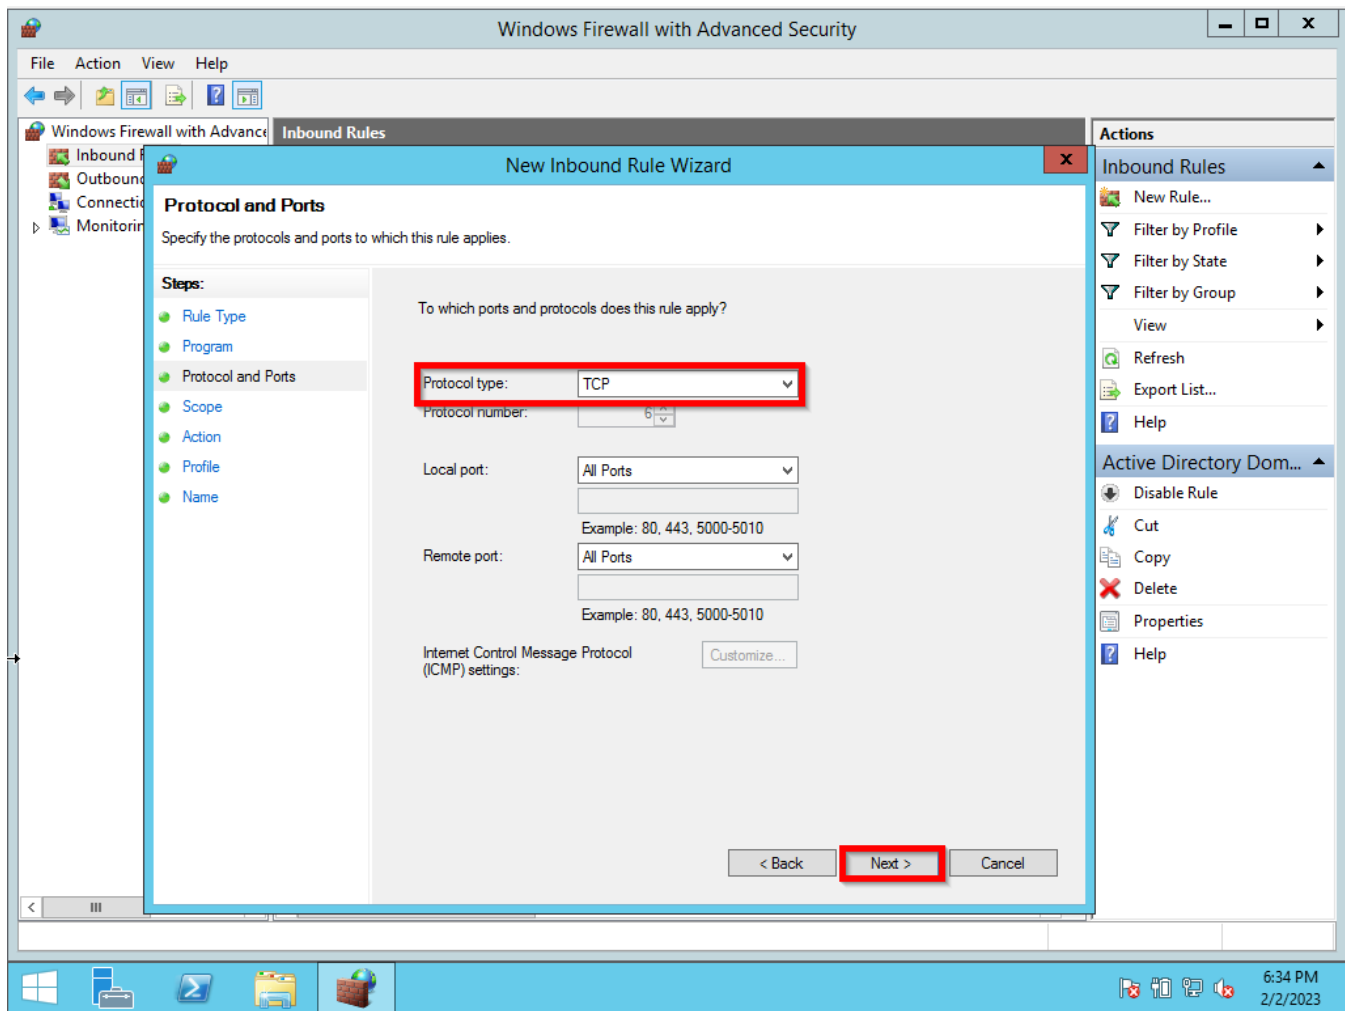 Windows Firewall with Advanced Security
File Action View Help
Windows Firewall with Advance
Inbound
Outbound
Connectio
Monitorin
Inbound Rules
New Inbound Rule Wizard
Protocol and Ports
Specify the protocols and ports to which this rule applies.
Steps:
Rule Type
Program
Protocol and Ports
Scope
Action
Profile
Name
To which ports and protocols does this rule apply?
Protocol type: TCP
Protocol number: 6
Local port: All Ports
Example: 80, 443, 5000-5010
Remote port: All Ports
Example: 80, 443, 5000-5010
Internet Control Message Protocol
(ICMP) settings:
Customize...
< Back Next > Cancel
Actions
Inbound Rules
New Rule...
Filter by Profile
Filter by State
Filter by Group
View
Refresh
Export List...
Help
Active Directory Dom...
Disable Rule
Cut
Copy
Delete
Properties
Help
6:34 PM
2/2/2023